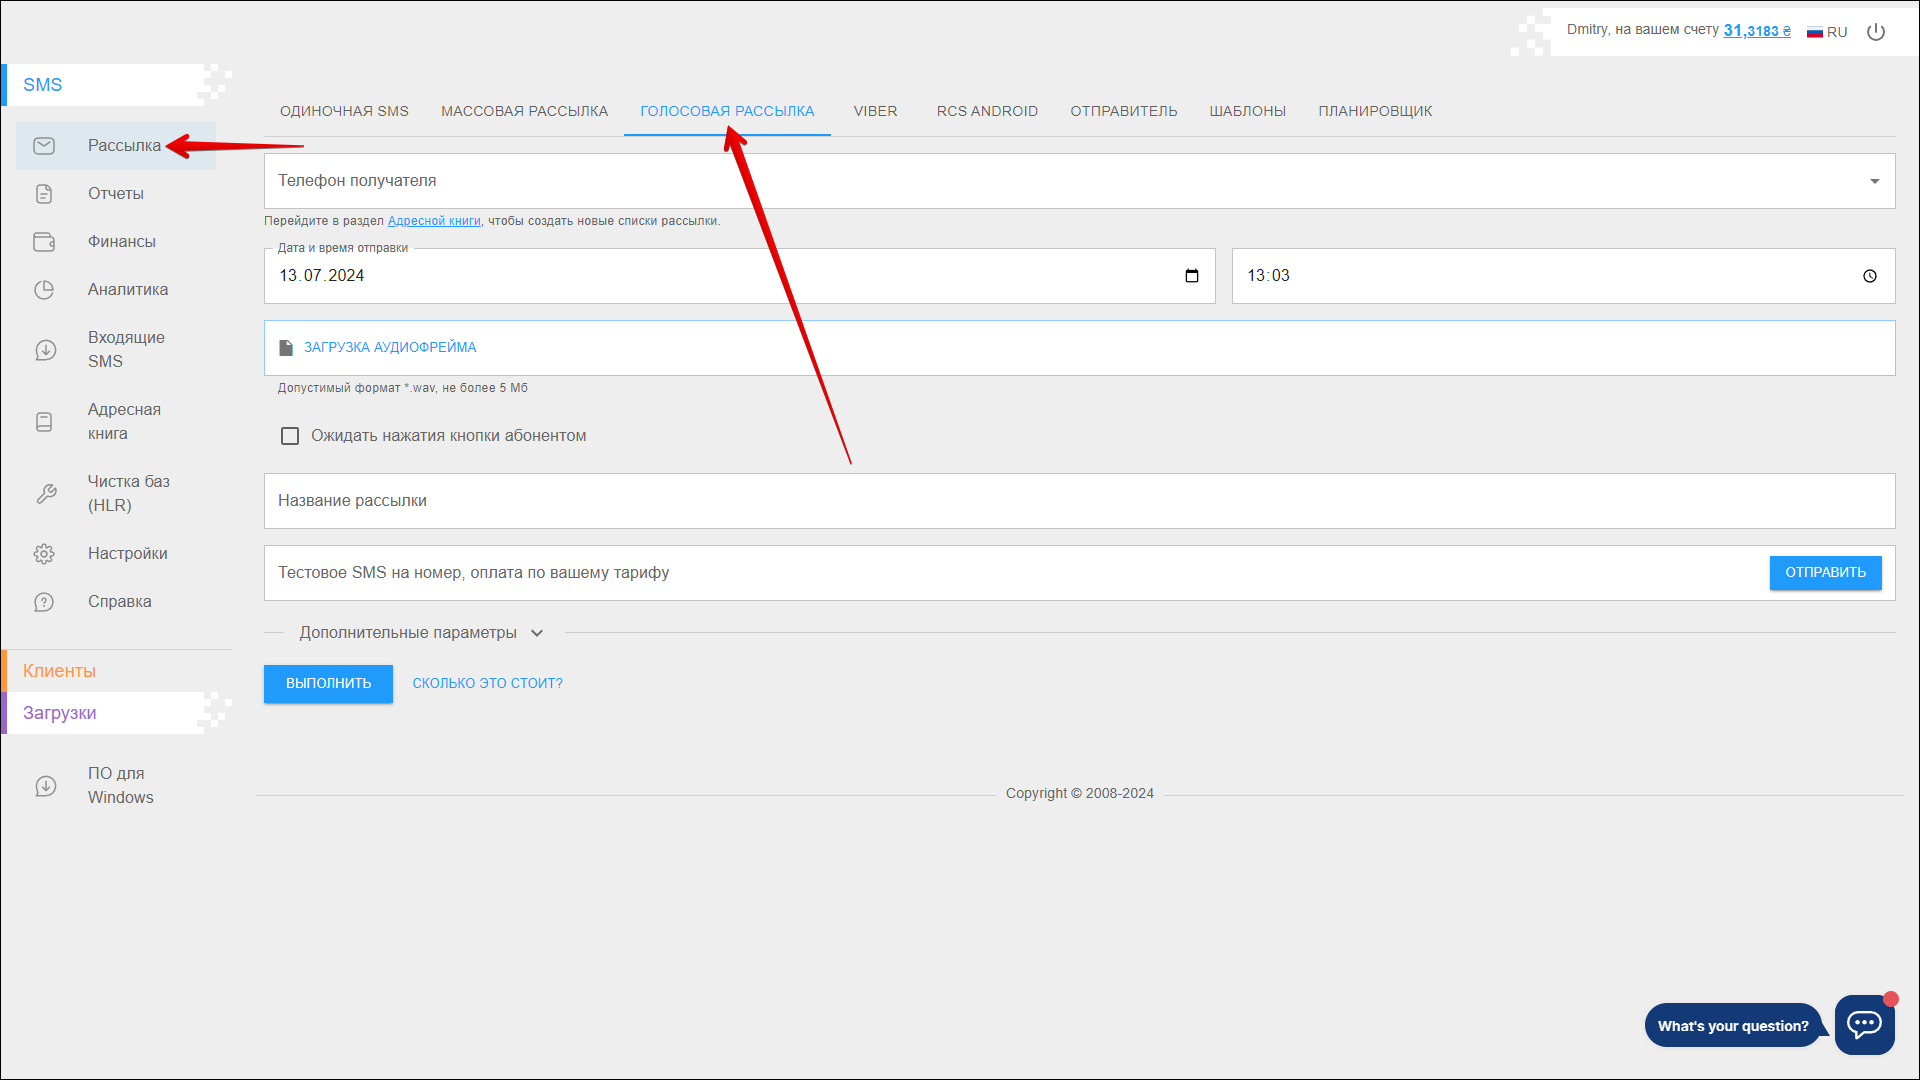 Dmitry, на вашем счету 31,3183 ₴
RU
SMS
Рассылка
Отчеты
Финансы
Аналитика
Входящие
SMS
Адресная
книга
Чистка баз
(HLR)
Настройки
Справка
Клиенты
Загрузки
ПО для
Windows
ОДИНОЧНАЯ SMS
МАССОВАЯ РАССЫЛКА
ГОЛОСОВАЯ РАССЫЛКА
VIBER
RCS ANDROID
ОТПРАВИТЕЛЬ
ШАБЛОНЫ
ПЛАНИРОВЩИК
Телефон получателя
Перейдите в раздел Адресной книги, чтобы создать новые списки рассылки.
Дата и время отправки
13.07.2024
13:03
ЗАГРУЗКА АУДИОФРЕЙМА
Допустимый формат *.wav, не более 5 Мб
Ожидать нажатия кнопки абонентом
Название рассылки
Тестовое SMS на номер, оплата по вашему тарифу
ОТПРАВИТЬ
Дополнительные параметры
ВЫПОЛНИТЬ
СКОЛЬКО ЭТО СТОИТ?
Copyright © 2008-2024
What's your question?